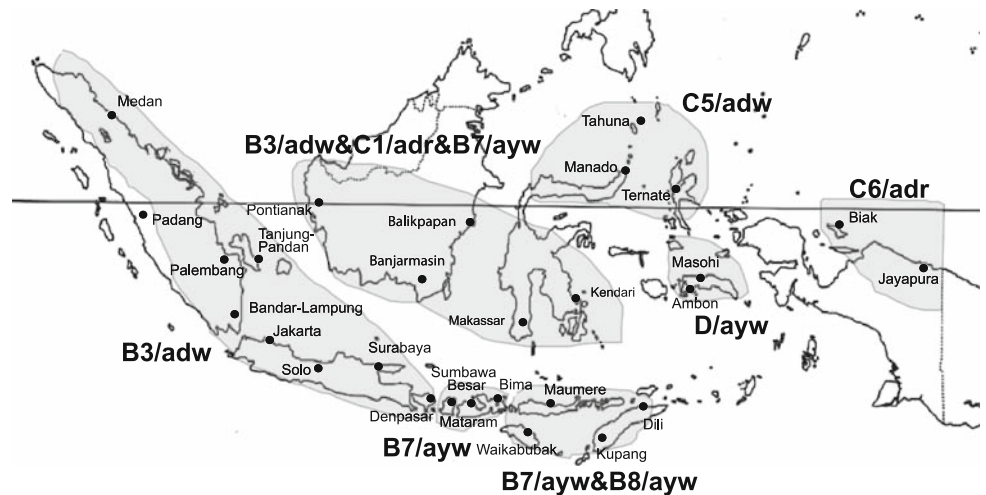 Medan
C5/adw
Tahuna
B3/adw&C1/adr&B7/ayw
Manado
Ternate
C6/adr
Pontianak
Padang
Biak
Balikpapan
Tanjung-
Pandan
Palembang
Banjarmasin
Masohi
Jayapura
Kendari
Ambon
Bandar-Lampung
Makassar
D/ayw
Jakarta
B3/adw
Surabaya
Solo
Sumbawa
Besar
Bima
Maumere
Denpasar
Mataram
Dili
B7/ayw
Waikabubak
Kupang
B7/ayw&B8/ayw